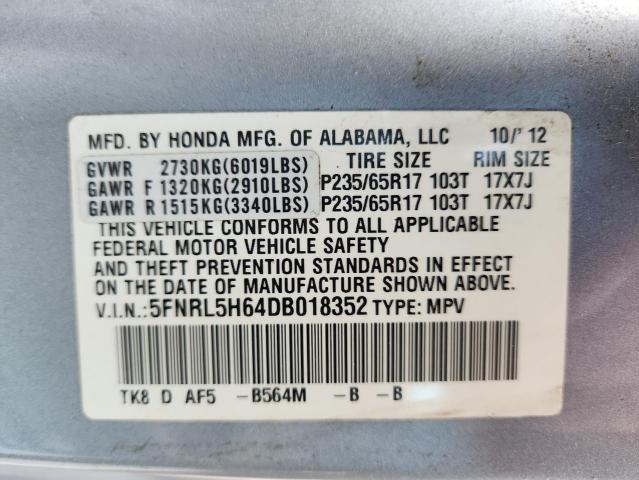 MFD. BY HONDA MFG. OF ALABAMA, LLC 10/'12
GVWR 2730KG(6019LBS) TIRE SIZE RIM SIZE
GAWR F 1320KG(2910LBS) P235/65R17 103T 17X7J
GAWR R 1515KG(3340LBS) P235/65R17 103T 17X7J
THIS VEHICLE CONFORMS TO ALL APPLICABLE
FEDERAL MOTOR VEHICLE SAFETY
AND THEFT PREVENTION STANDARDS IN EFFECT
ON THE DATE OF MANUFACTURE SHOWN ABOVE.
V.I.N.:5FNRL5H64DB018352 TYPE: MPV
TK8 D AF5 -B564M -B -B